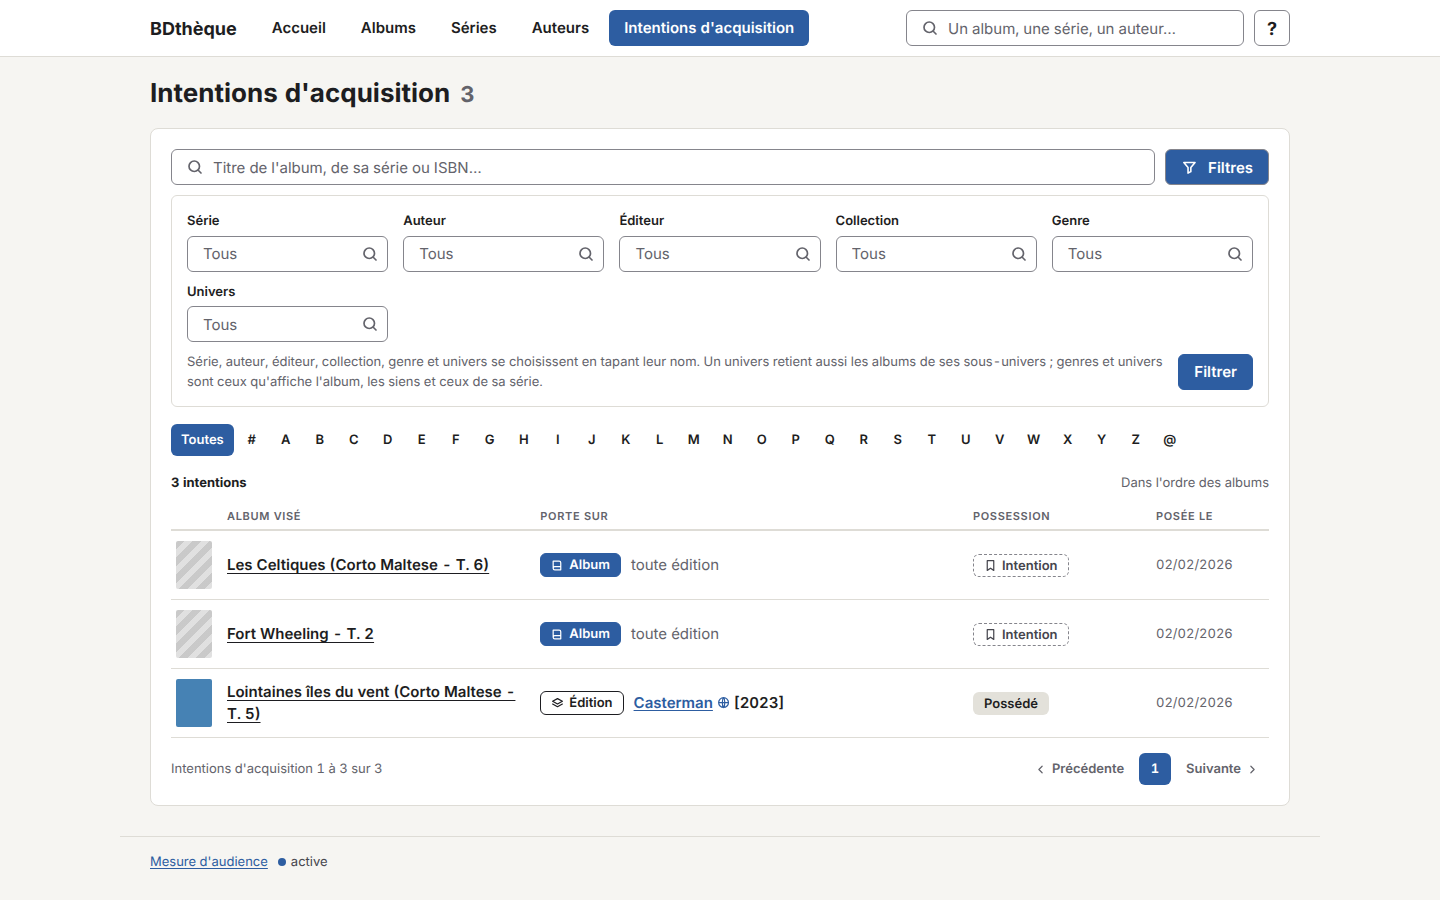 BDthèque Accueil Albums Séries Auteurs Intentions d'acquisition Un album, une série, un auteur... ?
Intentions d'acquisition 3
Titre de l'album, de sa série ou ISBN... Filtres
Série Auteur Éditeur Collection Genre
Tous Tous Tous Tous Tous
Univers
Tous
Série, auteur, éditeur, collection, genre et univers se choisissent en tapant leur nom. Un univers retient aussi les albums de ses sous-univers ; genres et univers
sont ceux qu'affiche l'album, les siens et ceux de sa série.
Filtrer
Toutes # A B C D E F G H I J K L M N O P Q R S T U V W X Y Z @
3 intentions Dans l'ordre des albums
ALBUM VISÉ PORTE SUR POSSESSION POSÉE LE
Les Celtiques (Corto Maltese - T. 6) Album toute édition Intention 02/02/2026
Fort Wheeling - T. 2 Album toute édition Intention 02/02/2026
Lointaines îles du vent (Corto Maltese -
T. 5) Édition Casterman [2023] Possédé 02/02/2026
Intentions d'acquisition 1 à 3 sur 3 Précédente 1 Suivante
Mesure d'audience active